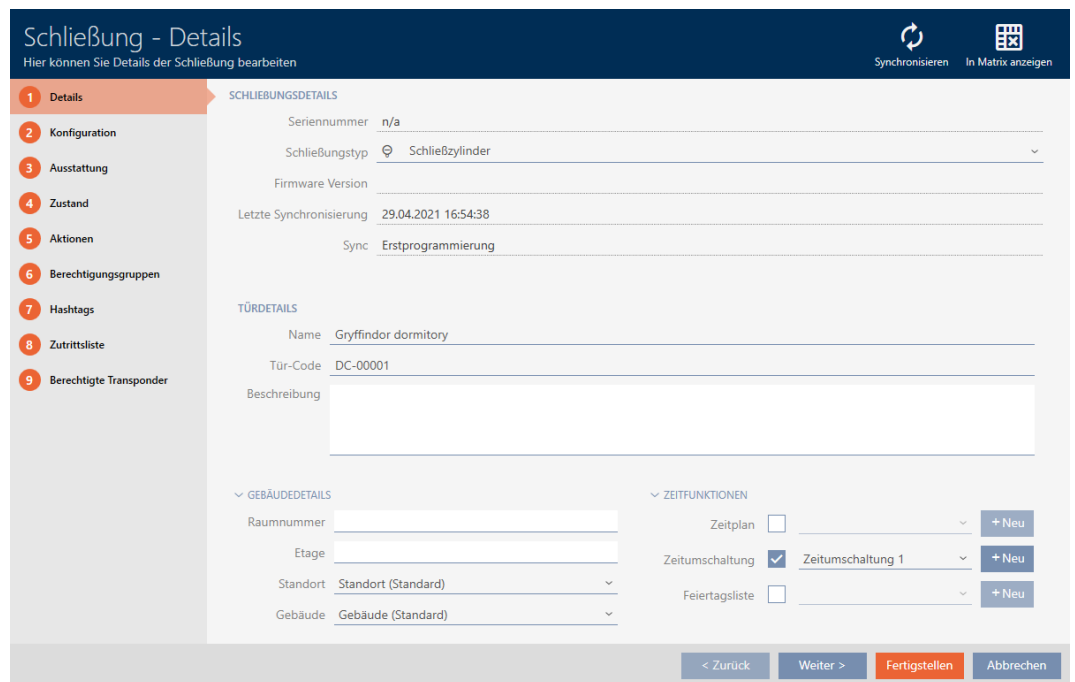 Schließung - Details
Hier können Sie Details der Schließung bearbeiten
Synchronisieren
In Matrix anzeigen
1 Details
2 Konfiguration
3 Ausstattung
4 Zustand
5 Aktionen
6 Berechtigungsgruppen
7 Hashtags
8 Zutrittsliste
9 Berechtigte Transponder
SCHLIEẞUNGSDETAILS
Seriennummer n/a
Schließungstyp Schließzylinder
Firmware Version
Letzte Synchronisierung 29.04.2021 16:54:38
Sync Erstprogrammierung
TÜRDETAILS
Name Gryffindor dormitory
Tür-Code DC-00001
Beschreibung
GEBÄUDEDETAILS
Raumnummer
Etage
Standort Standort (Standard)
Gebäude Gebäude (Standard)
ZEITFUNKTIONEN
Zeitplan + Neu
Zeitumschaltung Zeitumschaltung 1 + Neu
Feiertagsliste + Neu
< Zurück Weiter > Fertigstellen Abbrechen